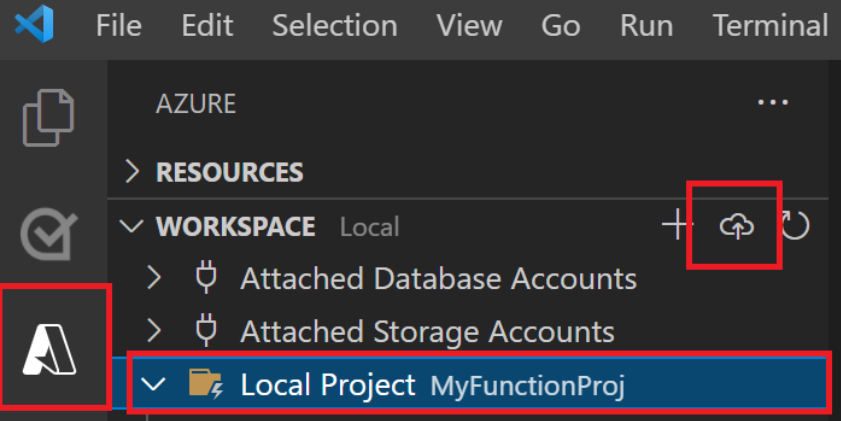 File Edit Selection View Go Run Terminal
AZURE
RESOURCES
WORKSPACE Local
Attached Database Accounts
Attached Storage Accounts
Local Project MyFunctionProj